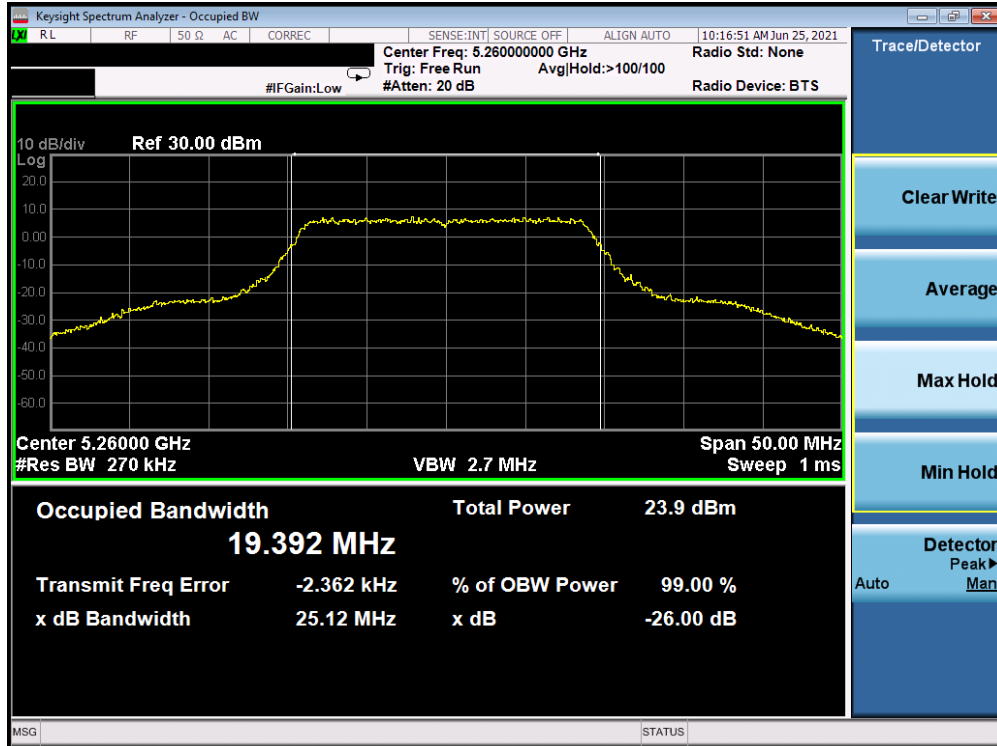 Keysight Spectrum Analyzer - Occupied BW
LXI RL RF 50 Ω AC CORREC SENSE:INT SOURCE OFF ALIGN AUTO 10:16:51 AM Jun 25, 2021
Center Freq: 5.260000000 GHz Radio Std: None
Trig: Free Run Avg|Hold:>100/100
#IFGain:Low #Atten: 20 dB Radio Device: BTS
Trace/Detector
10 dB/div Ref 30.00 dBm
Log
20.0
10.0
0.00
-10.0
-20.0
-30.0
-40.0
-50.0
-60.0
Center 5.26000 GHz Span 50.00 MHz
#Res BW 270 kHz VBW 2.7 MHz Sweep 1 ms
Occupied Bandwidth Total Power 23.9 dBm
19.392 MHz
Transmit Freq Error -2.362 kHz % of OBW Power 99.00 %
x dB Bandwidth 25.12 MHz x dB -26.00 dB
Clear Write
Average
Max Hold
Min Hold
Detector
Peak▶
Auto Man
MSG STATUS